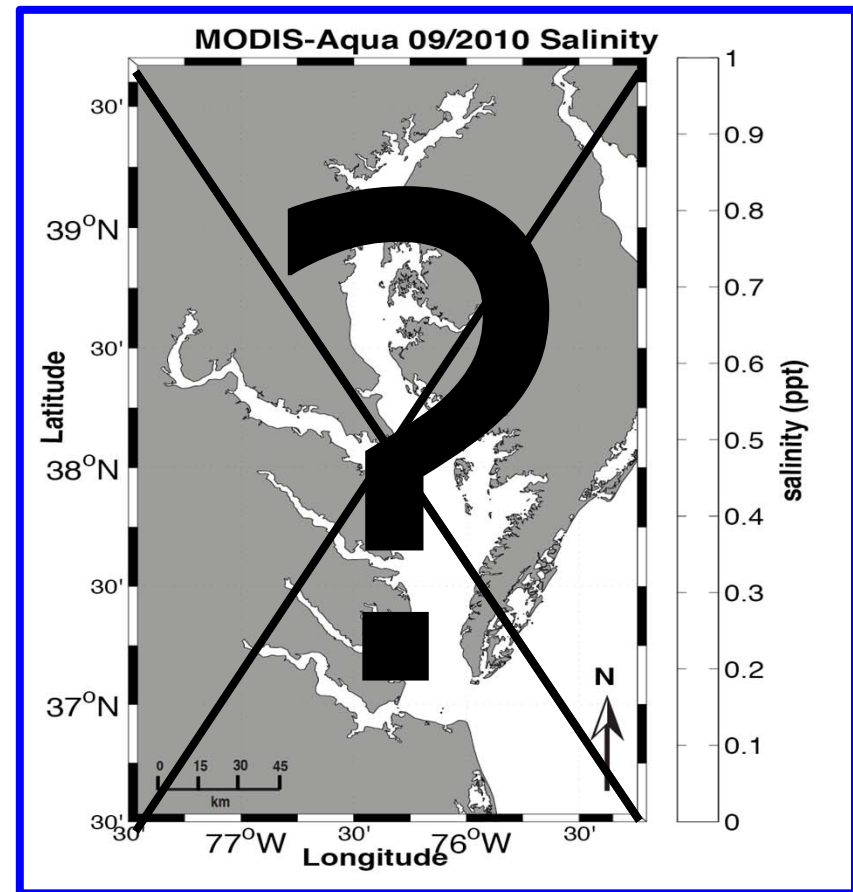 MODIS-Aqua 09/2010 Salinity
30'
39°N
30'
38°N
30'
37°N
30'
Latitude
30'
77°W
30'
76°W
30'
Longitude
0 15 30 45
km
N
?
1
0.9
0.8
0.7
0.6
0.5
0.4
0.3
0.2
0.1
0
salinity (ppt)